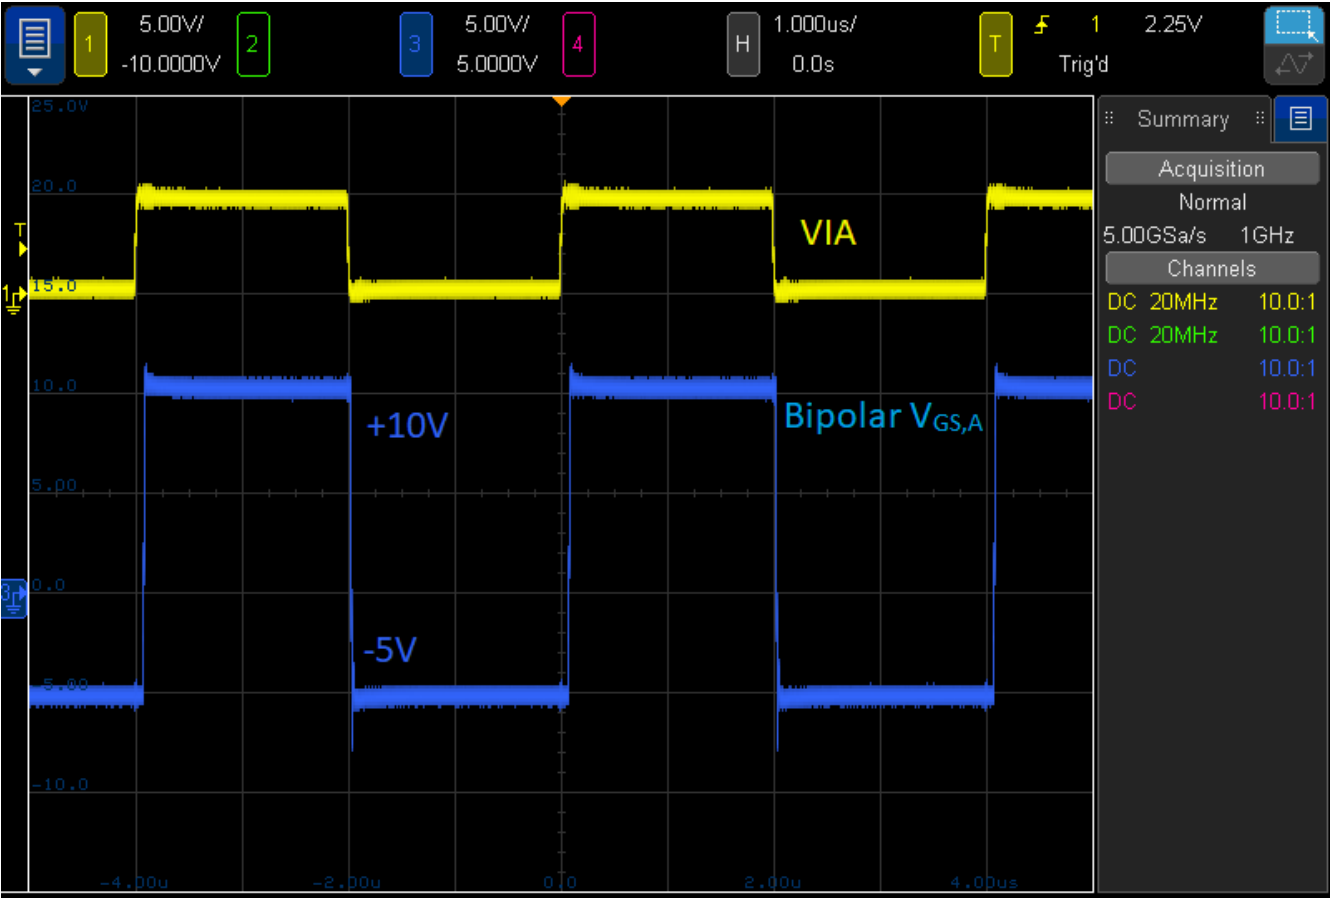 1 5.00V/ 2 3 5.00V/ 4 H 1.000us/ T 1 2.25V
-10.0000V 5.0000V 0.0s Trig'd
25.0V
Summary
Acquisition
Normal
5.00GSa/s 1GHz
Channels
DC 20MHz 10.0:1
DC 20MHz 10.0:1
DC 10.0:1
DC 10.0:1
20.0
T
VIA
1 15.0
10.0
+10V
Bipolar VGS,A
5.00
3 0.0
-5V
-5.00
-10.0
-4.00u -2.00u 0.0 2.00u 4.00us